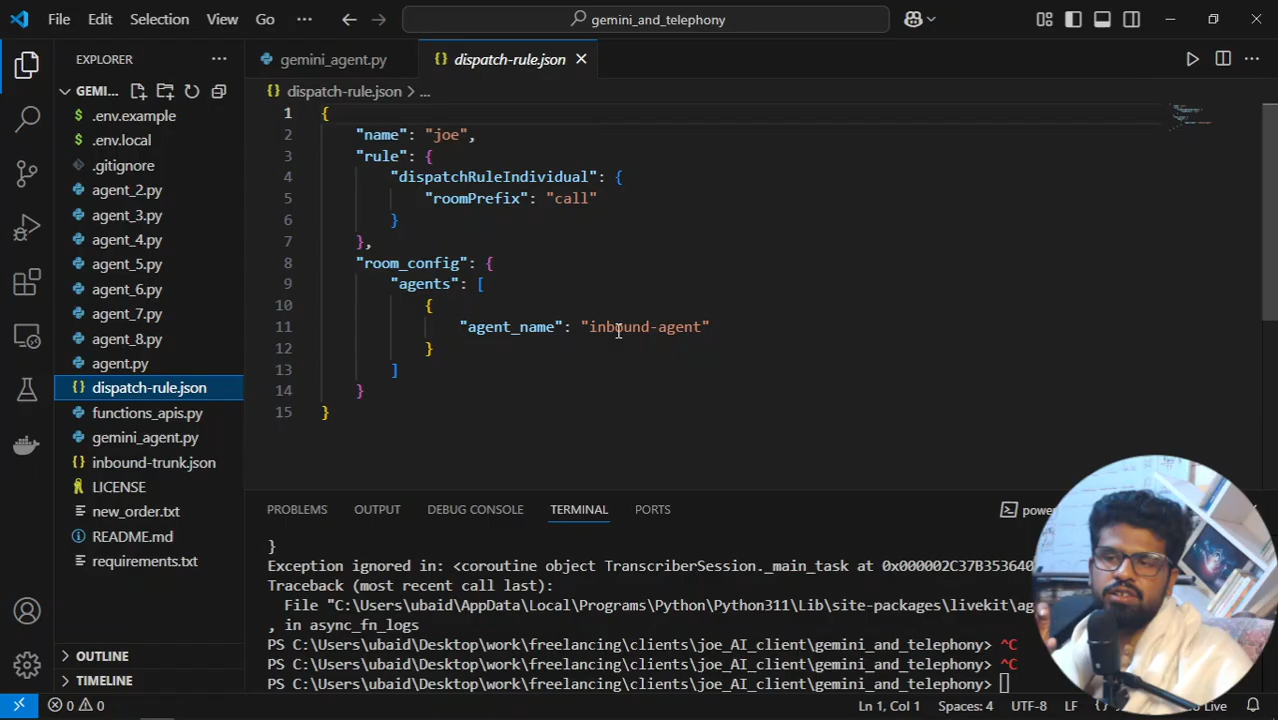 File Edit Selection View Go ··· gemini_and_telephony
EXPLORER ···
gemini_agent.py
{} dispatch-rule.json ×
GEMI...
{} dispatch-rule.json > ...
.env.example
.env.local
.gitignore
agent_2.py
agent_3.py
agent_4.py
agent_5.py
agent_6.py
agent_7.py
agent_8.py
agent.py
{} dispatch-rule.json
functions_apis.py
gemini_agent.py
{} inbound-trunk.json
LICENSE
new_order.txt
README.md
requirements.txt
OUTLINE
TIMELINE
1 {
2 "name": "joe",
3 "rule": {
4 "dispatchRuleIndividual": {
5 "roomPrefix": "call"
6 }
7 },
8 "room_config": {
9 "agents": [
10 {
11 "agent_name": "inbound-agent"
12 }
13 ]
14 }
15 }
PROBLEMS OUTPUT DEBUG CONSOLE TERMINAL PORTS
}
Exception ignored in: <coroutine object TranscriberSession._main_task at 0x000002C37B353640
Traceback (most recent call last):
File "C:\Users\ubaid\AppData\Local\Programs\Python\Python311\Lib\site-packages\livekit\ag
, in async_fn_logs
PS C:\Users\ubaid\Desktop\work\freelancing\clients\joe_AI_client\gemini_and_telephony> ^C
PS C:\Users\ubaid\Desktop\work\freelancing\clients\joe_AI_client\gemini_and_telephony> ^C
PS C:\Users\ubaid\Desktop\work\freelancing\clients\joe_AI_client\gemini_and_telephony>
0 0 Ln 1, Col 1 Spaces: 4 UTF-8 LF { } Live